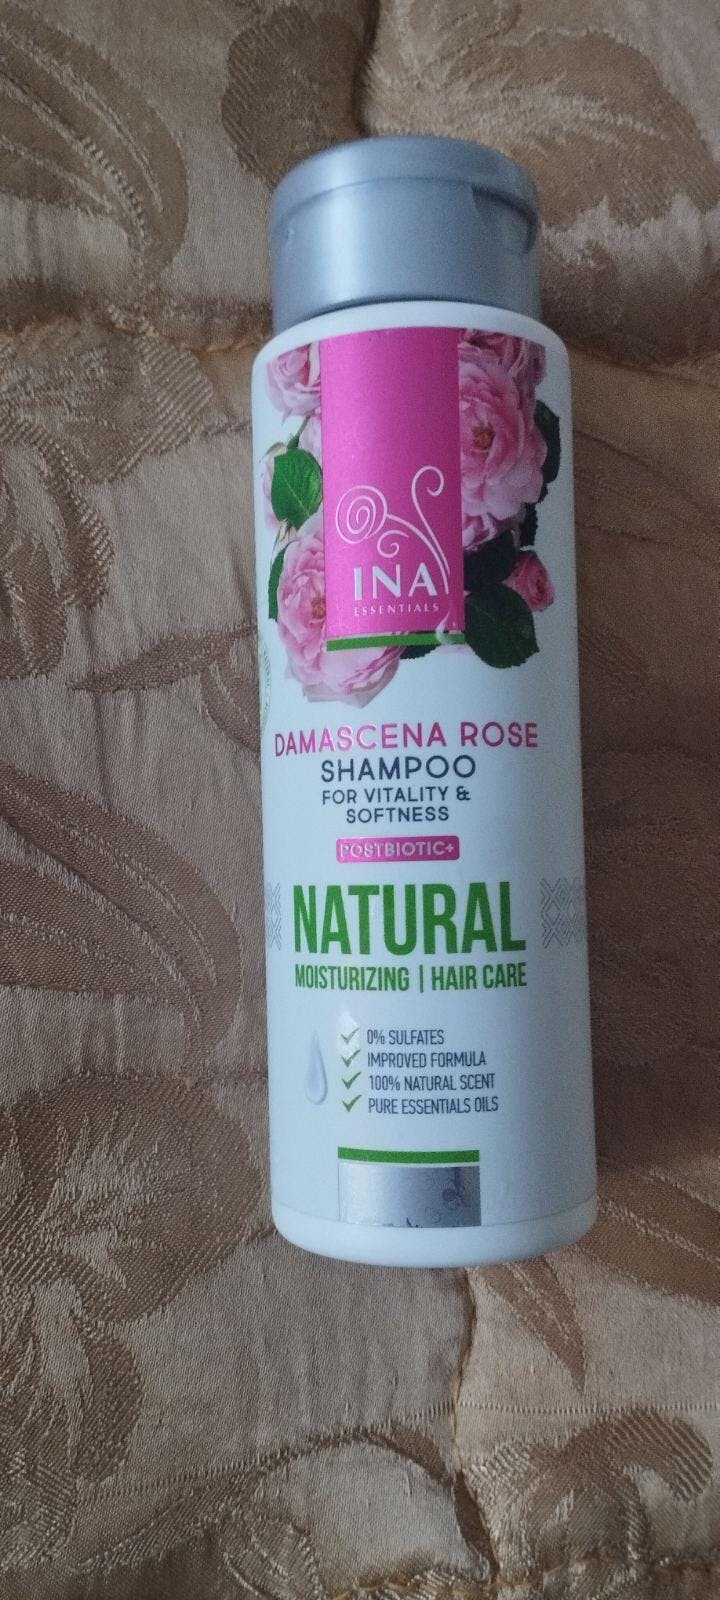 INA
ESSENTIALS
DAMASCENA ROSE
SHAMPOO
FOR VITALITY &
SOFTNESS
POSTBIOTIC+
NATURAL
MOISTURIZING | HAIR CARE
0% SULFATES
IMPROVED FORMULA
100% NATURAL SCENT
PURE ESSENTIALS OILS